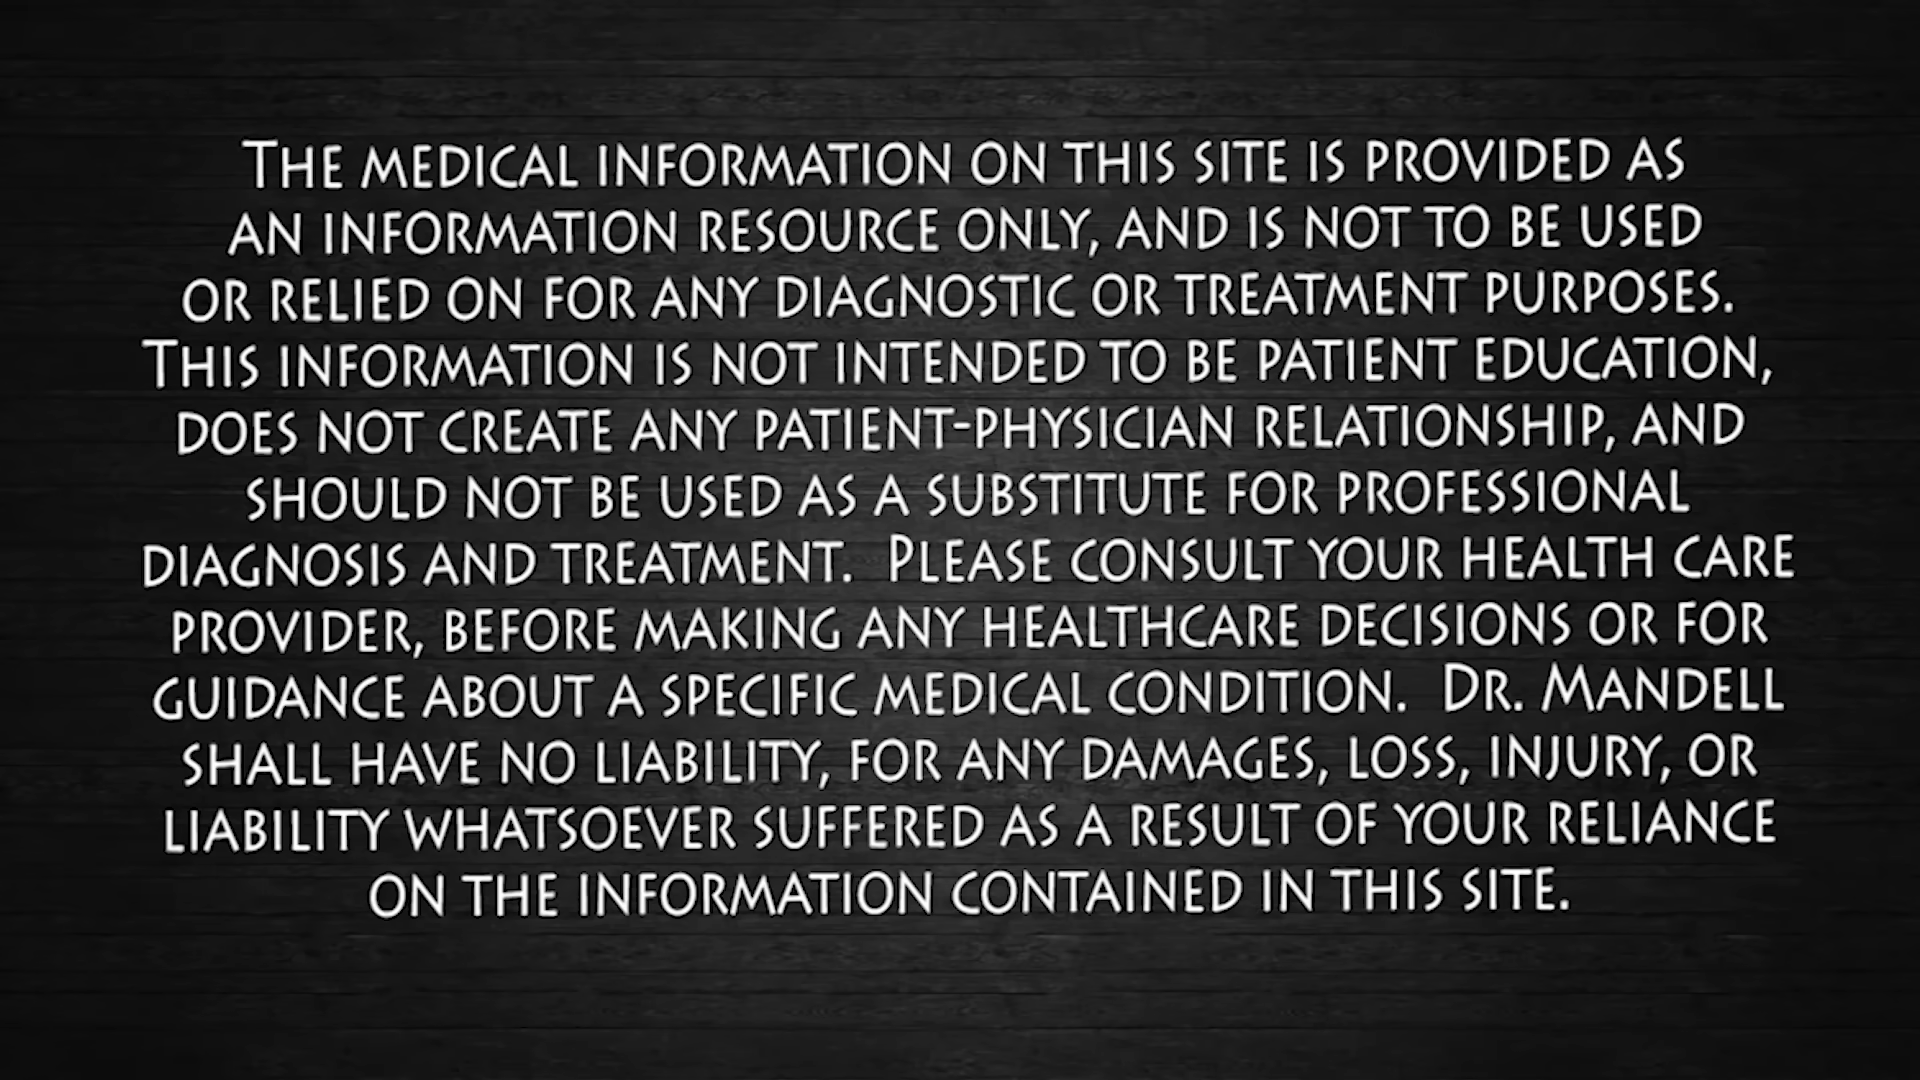 The medical information on this site is provided as
an information resource only, and is not to be used
or relied on for any diagnostic or treatment purposes.
This information is not intended to be patient education,
does not create any patient-physician relationship, and
should not be used as a substitute for professional
diagnosis and treatment.  Please consult your health care
provider, before making any healthcare decisions or for
guidance about a specific medical condition.  Dr. Mandell
shall have no liability, for any damages, loss, injury, or
liability whatsoever suffered as a result of your reliance
on the information contained in this site.